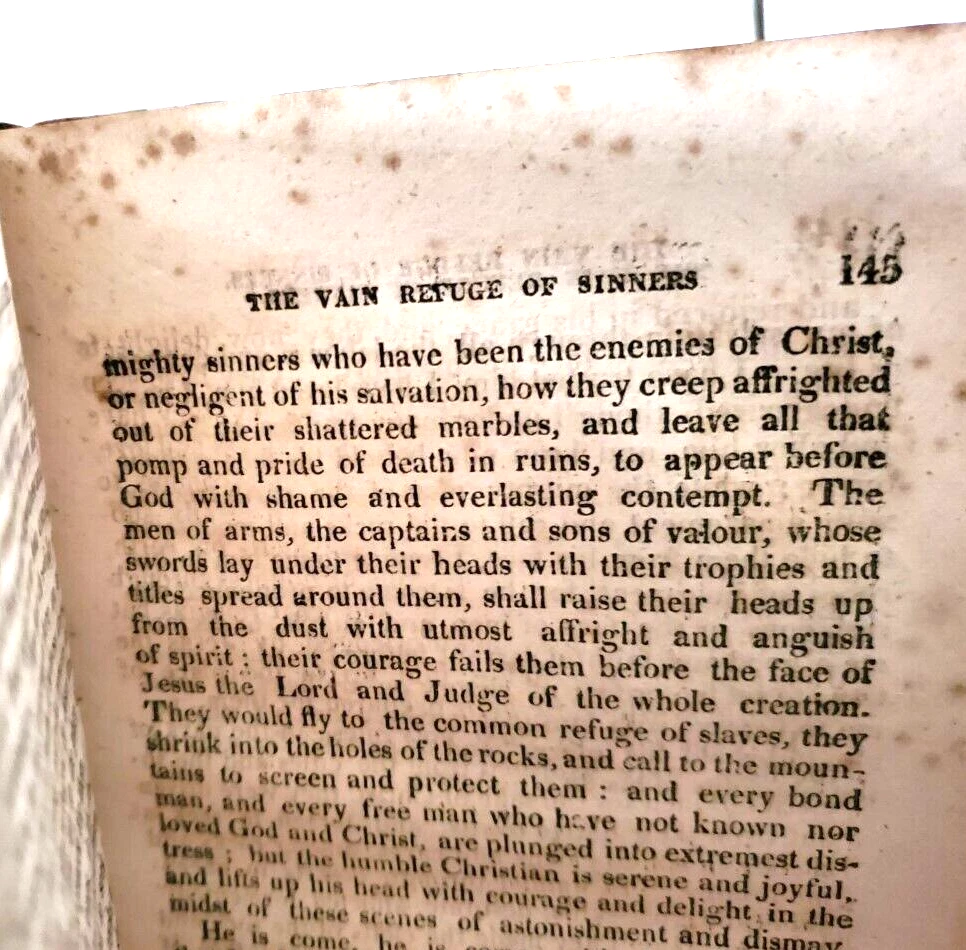 THE VAIN REFUGE OF SINNERS 145
mighty sinners who have been the enemies of Christ,
or negligent of his salvation, how they creep affrighted
out of their shattered marbles, and leave all that
pomp and pride of death in ruins, to appear before
God with shame and everlasting contempt. The
men of arms, the captains and sons of valour, whose
swords lay under their heads with their trophies and
titles spread around them, shall raise their heads up
from the dust with utmost affright and anguish
of spirit: their courage fails them before the face of
Jesus the Lord and Judge of the whole creation.
They would fly to the common refuge of slaves, they
shrink into the holes of the rocks, and call to the moun-
tains to screen and protect them: and every bond
man, and every free man who have not known nor
loved God and Christ, are plunged into extremest dis-
tress; but the humble Christian is serene and joyful,
and lifts up his head with courage and delight in the
midst of these scenes of astonishment and dismay.
He is come, he is